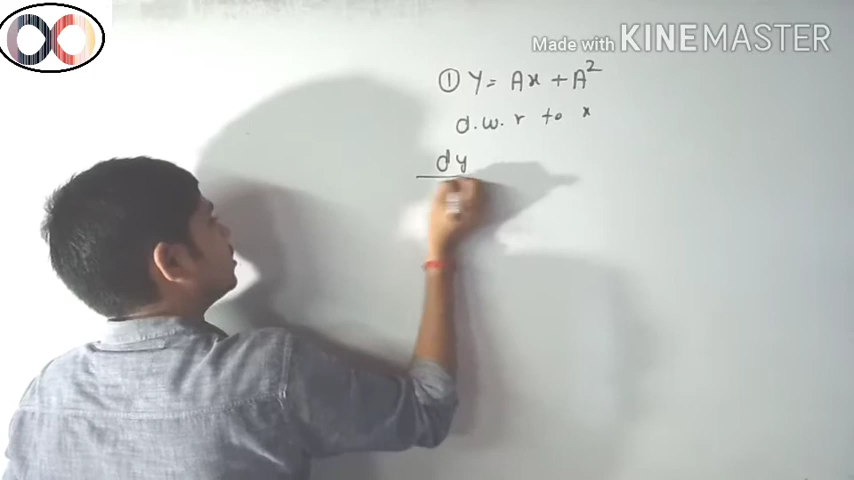 Made with KINEMASTER
① Y = Ax + A²
d.w.r to x
dy